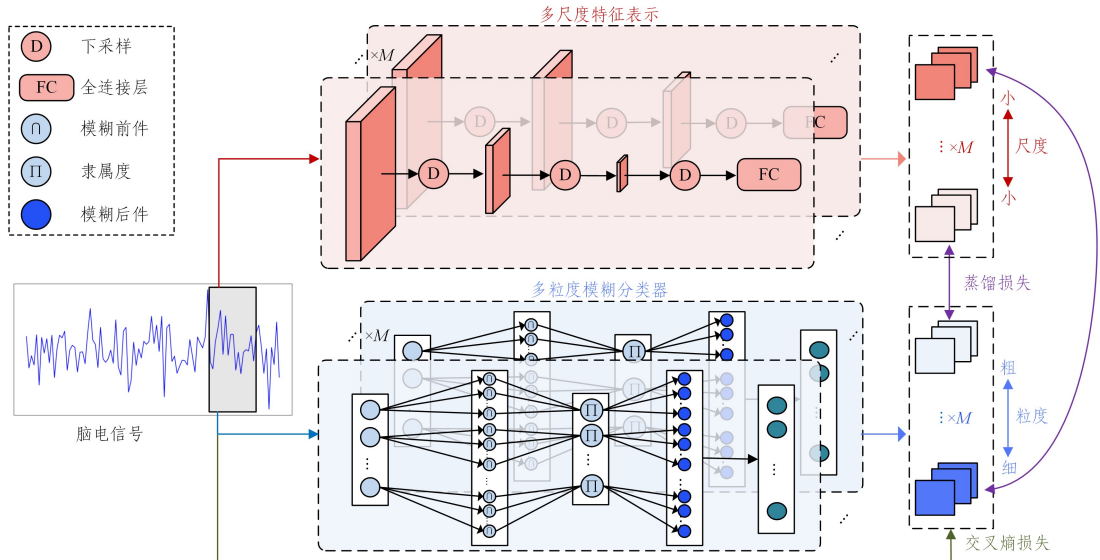 多尺度特征表示
D 下采样
FC 全连接层
∩ 模糊前件
Π 隶属度
模糊后件
⋰ ×M
D D D FC
D D D FC
小
⋮ ×M 尺度
小
蒸馏损失
多粒度模糊分类器
⋰ ×M
∩ ∩ ∩ Π
∩ ∩ ∩ ∩ ∩ ∩ ∩ ∩ Π Π Π
粗
⋮ ×M 粒度
细
脑电信号
交叉熵损失